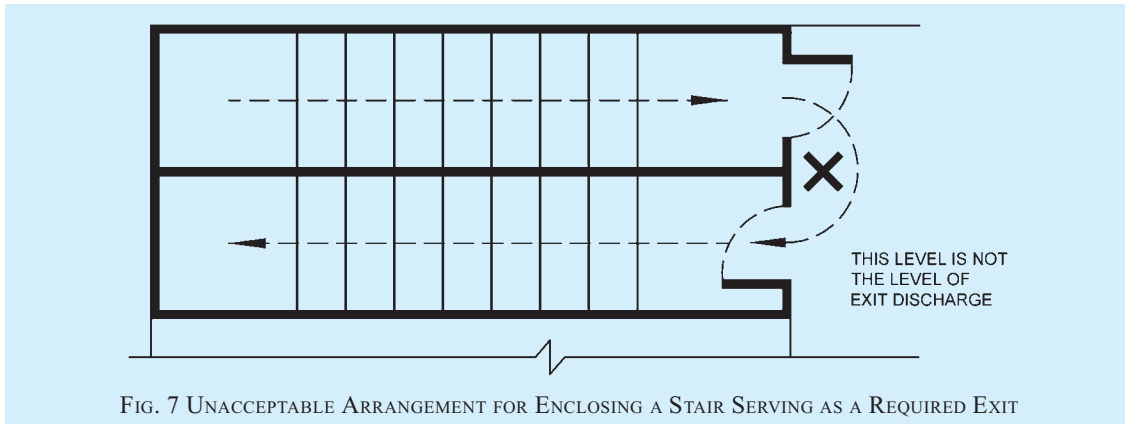 THIS LEVEL IS NOT
THE LEVEL OF
EXIT DISCHARGE
FIG. 7 UNACCEPTABLE ARRANGEMENT FOR ENCLOSING A STAIR SERVING AS A REQUIRED EXIT